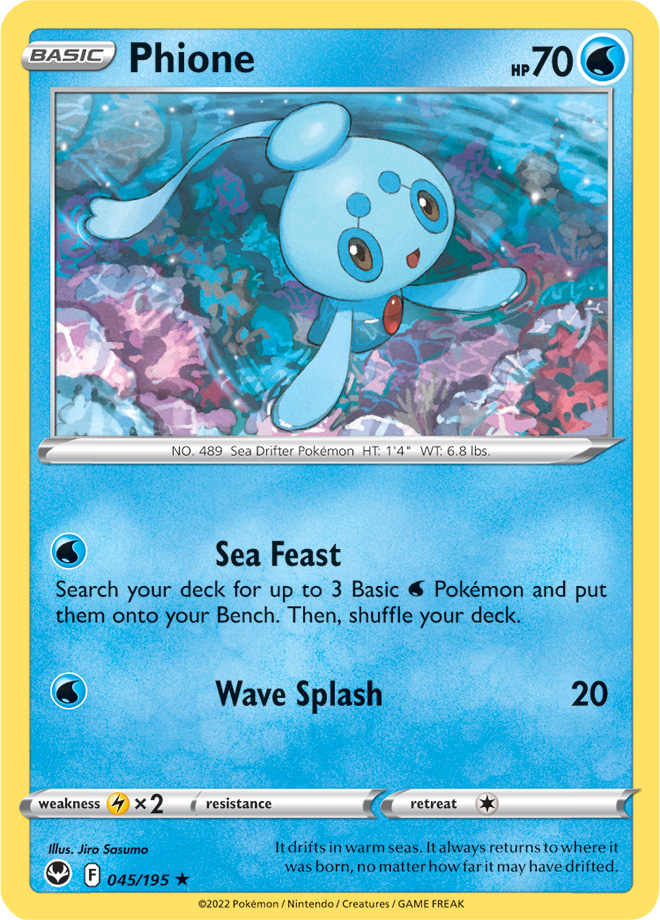 BASIC Phione HP70
NO. 489 Sea Drifter Pokémon HT: 1'4" WT: 6.8 lbs.
Sea Feast
Search your deck for up to 3 Basic Pokémon and put
them onto your Bench. Then, shuffle your deck.
Wave Splash 20
weakness ×2 resistance retreat
Illus. Jiro Sasumo
It drifts in warm seas. It always returns to where it
was born, no matter how far it may have drifted.
F 045/195 ★
©2022 Pokémon / Nintendo / Creatures / GAME FREAK